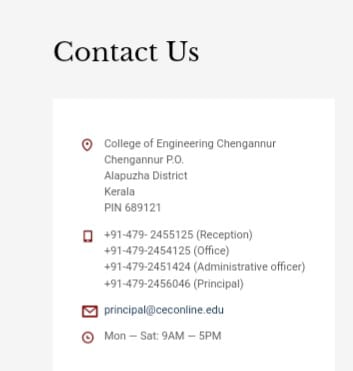 Contact Us
College of Engineering Chengannur
Chengannur P.O.
Alapuzha District
Kerala
PIN 689121
+91-479- 2455125 (Reception)
+91-479-2454125 (Office)
+91-479-2451424 (Administrative officer)
+91-479-2456046 (Principal)
principal@ceconline.edu
Mon — Sat: 9AM — 5PM